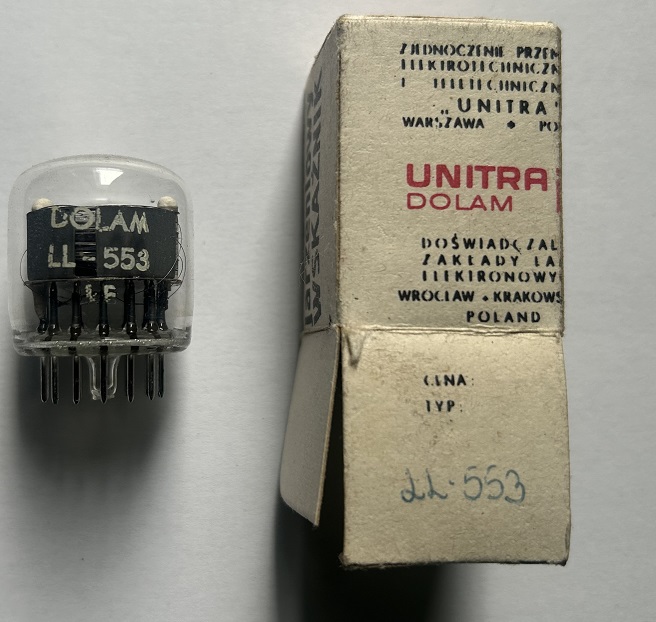 DOLAM
LL-553
ZJEDNOCZENIE PRZEM
ELEKTROTECHNICZN
I TELETECHNICZN
„UNITRA"
WARSZAWA ◆ PO
UNITRA
DOLAM
DOŚWIADCZAL
ZAKŁADY LA
ELEKTRONOWY
WROCŁAW ◆ KRAKOWS
POLAND
CENA:
TYP:
LL-553
WSKAŹNIK